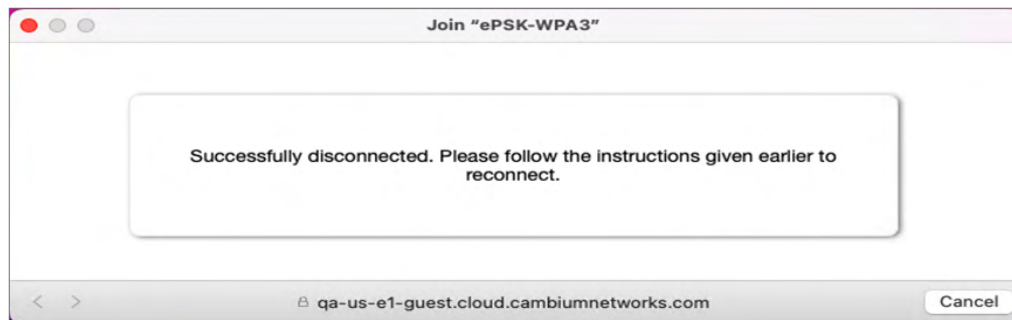 Join “ePSK-WPA3”
Successfully disconnected. Please follow the instructions given earlier to
reconnect.
qa-us-e1-guest.cloud.cambiumnetworks.com
Cancel